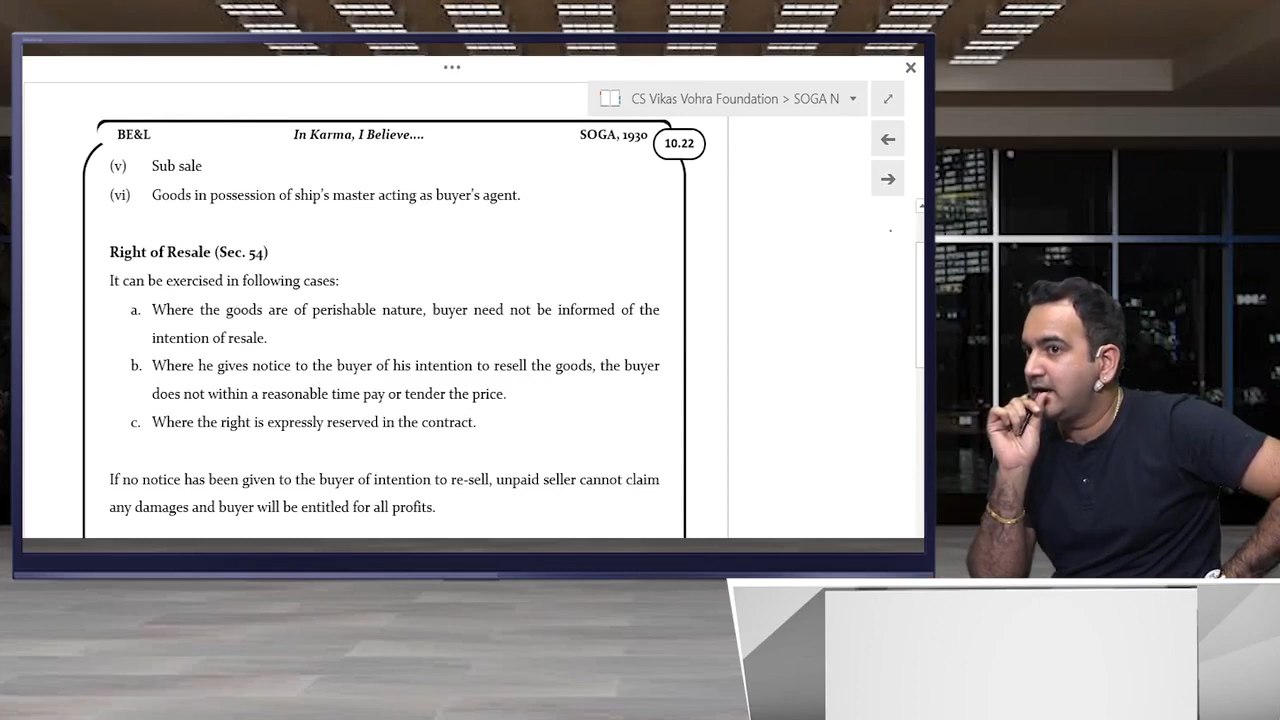 CS Vikas Vohra Foundation > SOGA N
BE&L In Karma, I Believe.... SOGA, 1930 10.22
(v) Sub sale
(vi) Goods in possession of ship's master acting as buyer's agent.
Right of Resale (Sec. 54)
It can be exercised in following cases:
a. Where the goods are of perishable nature, buyer need not be informed of the
intention of resale.
b. Where he gives notice to the buyer of his intention to resell the goods, the buyer
does not within a reasonable time pay or tender the price.
c. Where the right is expressly reserved in the contract.
If no notice has been given to the buyer of intention to re-sell, unpaid seller cannot claim
any damages and buyer will be entitled for all profits.